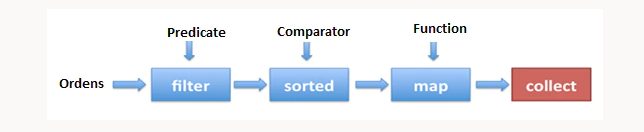 Predicate Comparator Function
Ordens filter sorted map collect